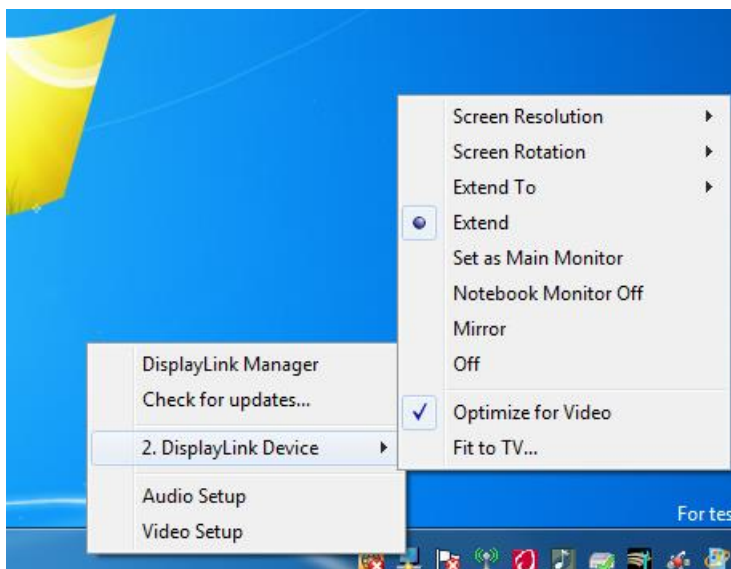 Screen Resolution
Screen Rotation
Extend To
Extend
Set as Main Monitor
Notebook Monitor Off
Mirror
Off
Optimize for Video
Fit to TV...
DisplayLink Manager
Check for updates...
2. DisplayLink Device
Audio Setup
Video Setup
For tes